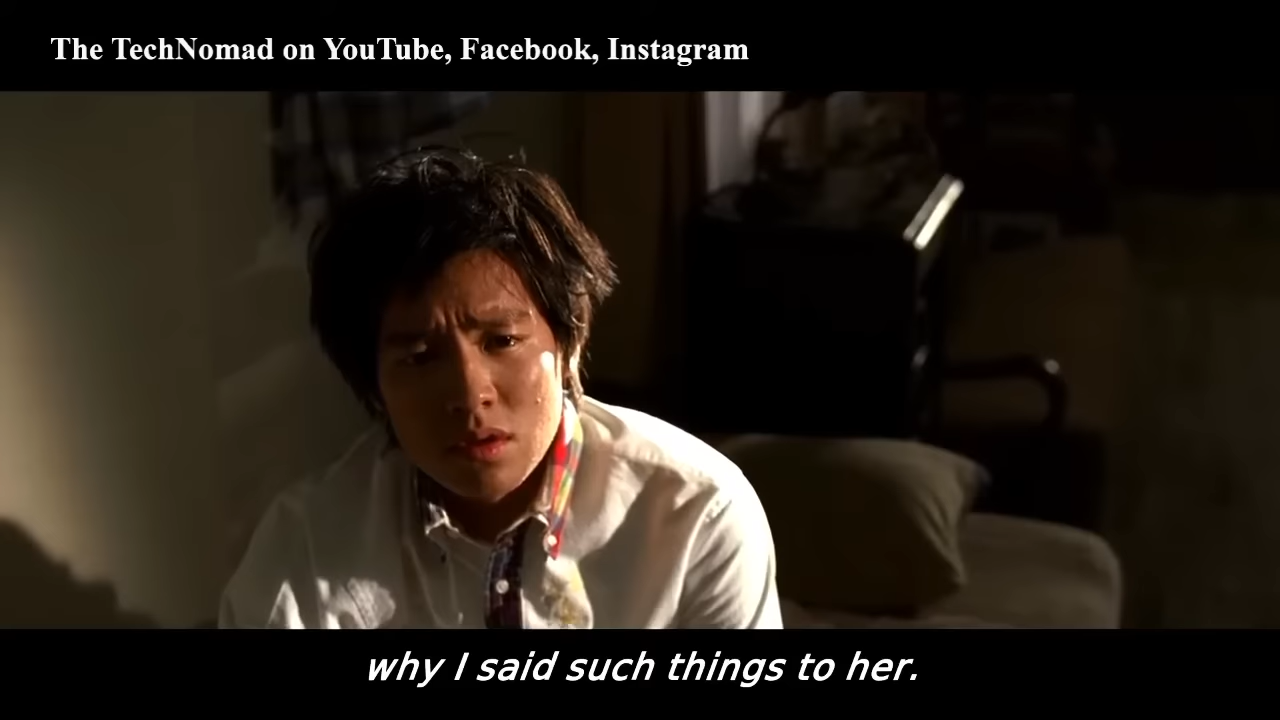 The TechNomad on YouTube, Facebook, Instagram
why I said such things to her.